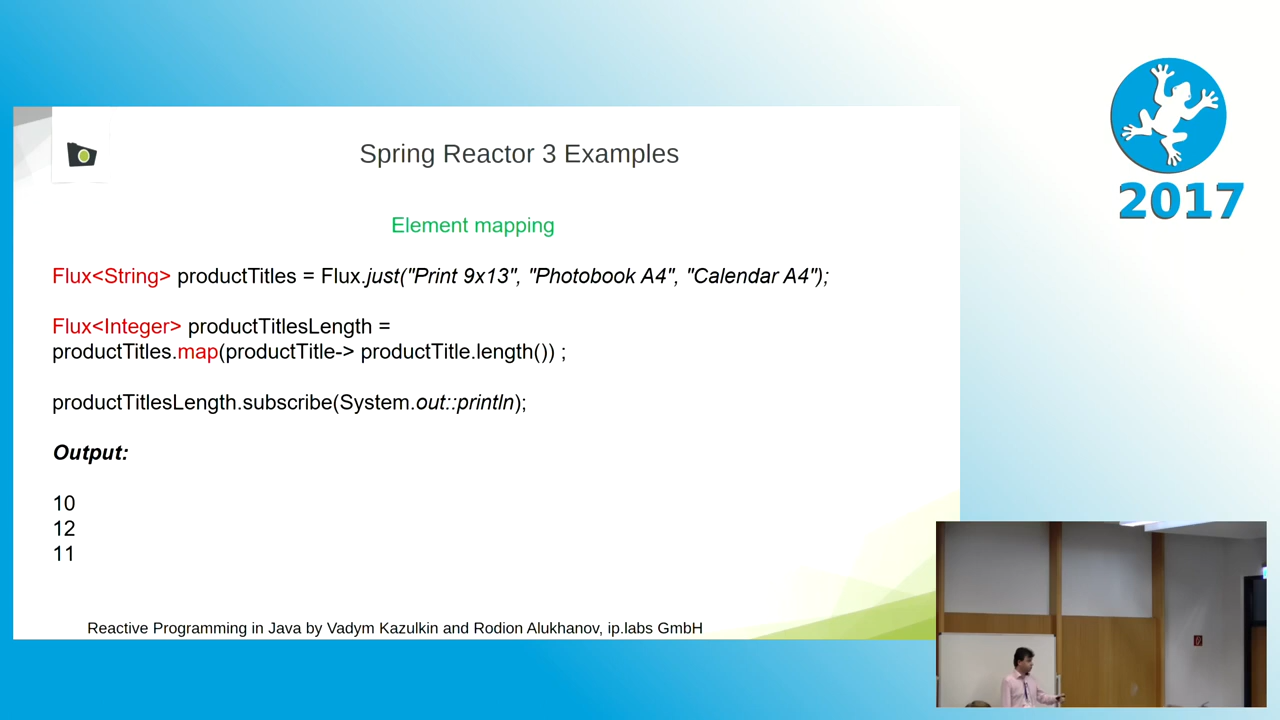 2017
Spring Reactor 3 Examples
Element mapping
Flux<String> productTitles = Flux.just("Print 9x13", "Photobook A4", "Calendar A4");
Flux<Integer> productTitlesLength =
productTitles.map(productTitle-> productTitle.length()) ;
productTitlesLength.subscribe(System.out::println);
Output:
10
12
11
Reactive Programming in Java by Vadym Kazulkin and Rodion Alukhanov, ip.labs GmbH